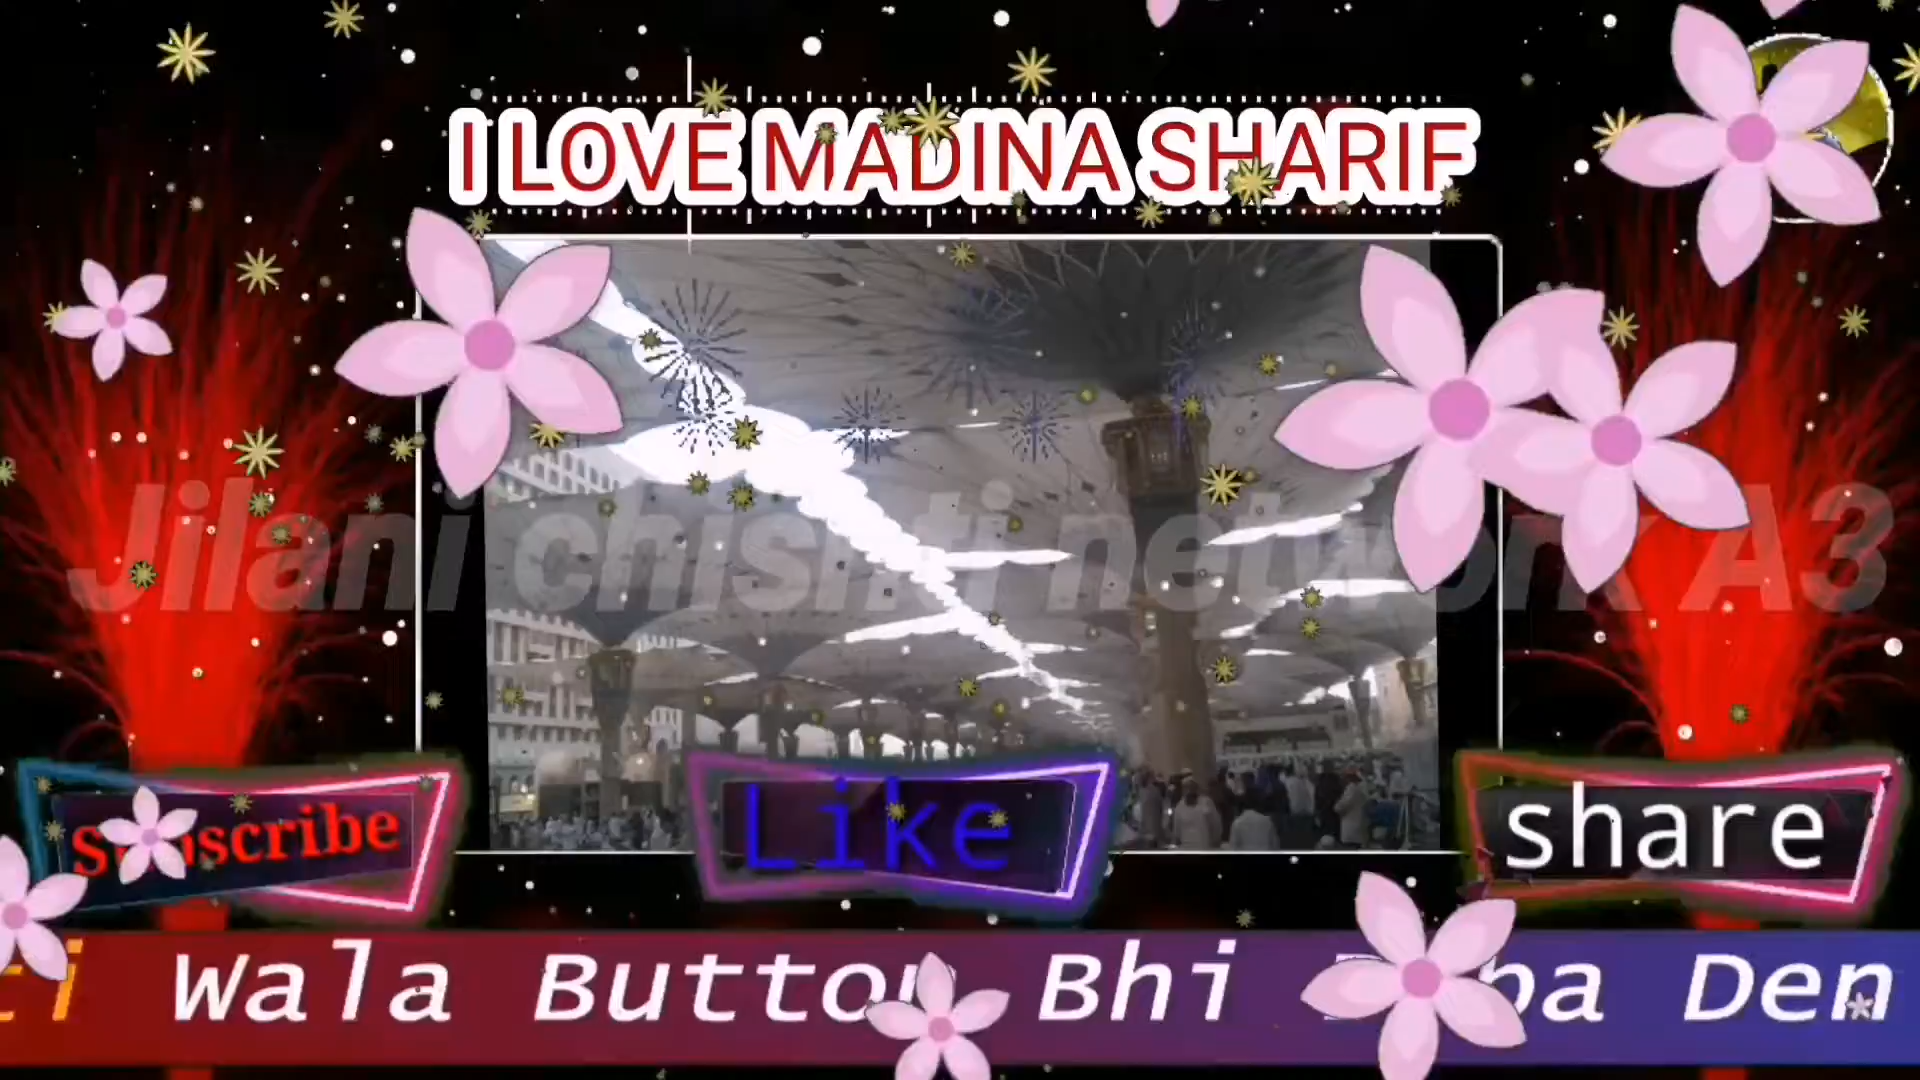 I LOVE MADINA SHARIF
Jilani chishti network A3
Subscribe
Like
share
Wala Button Bhi Den